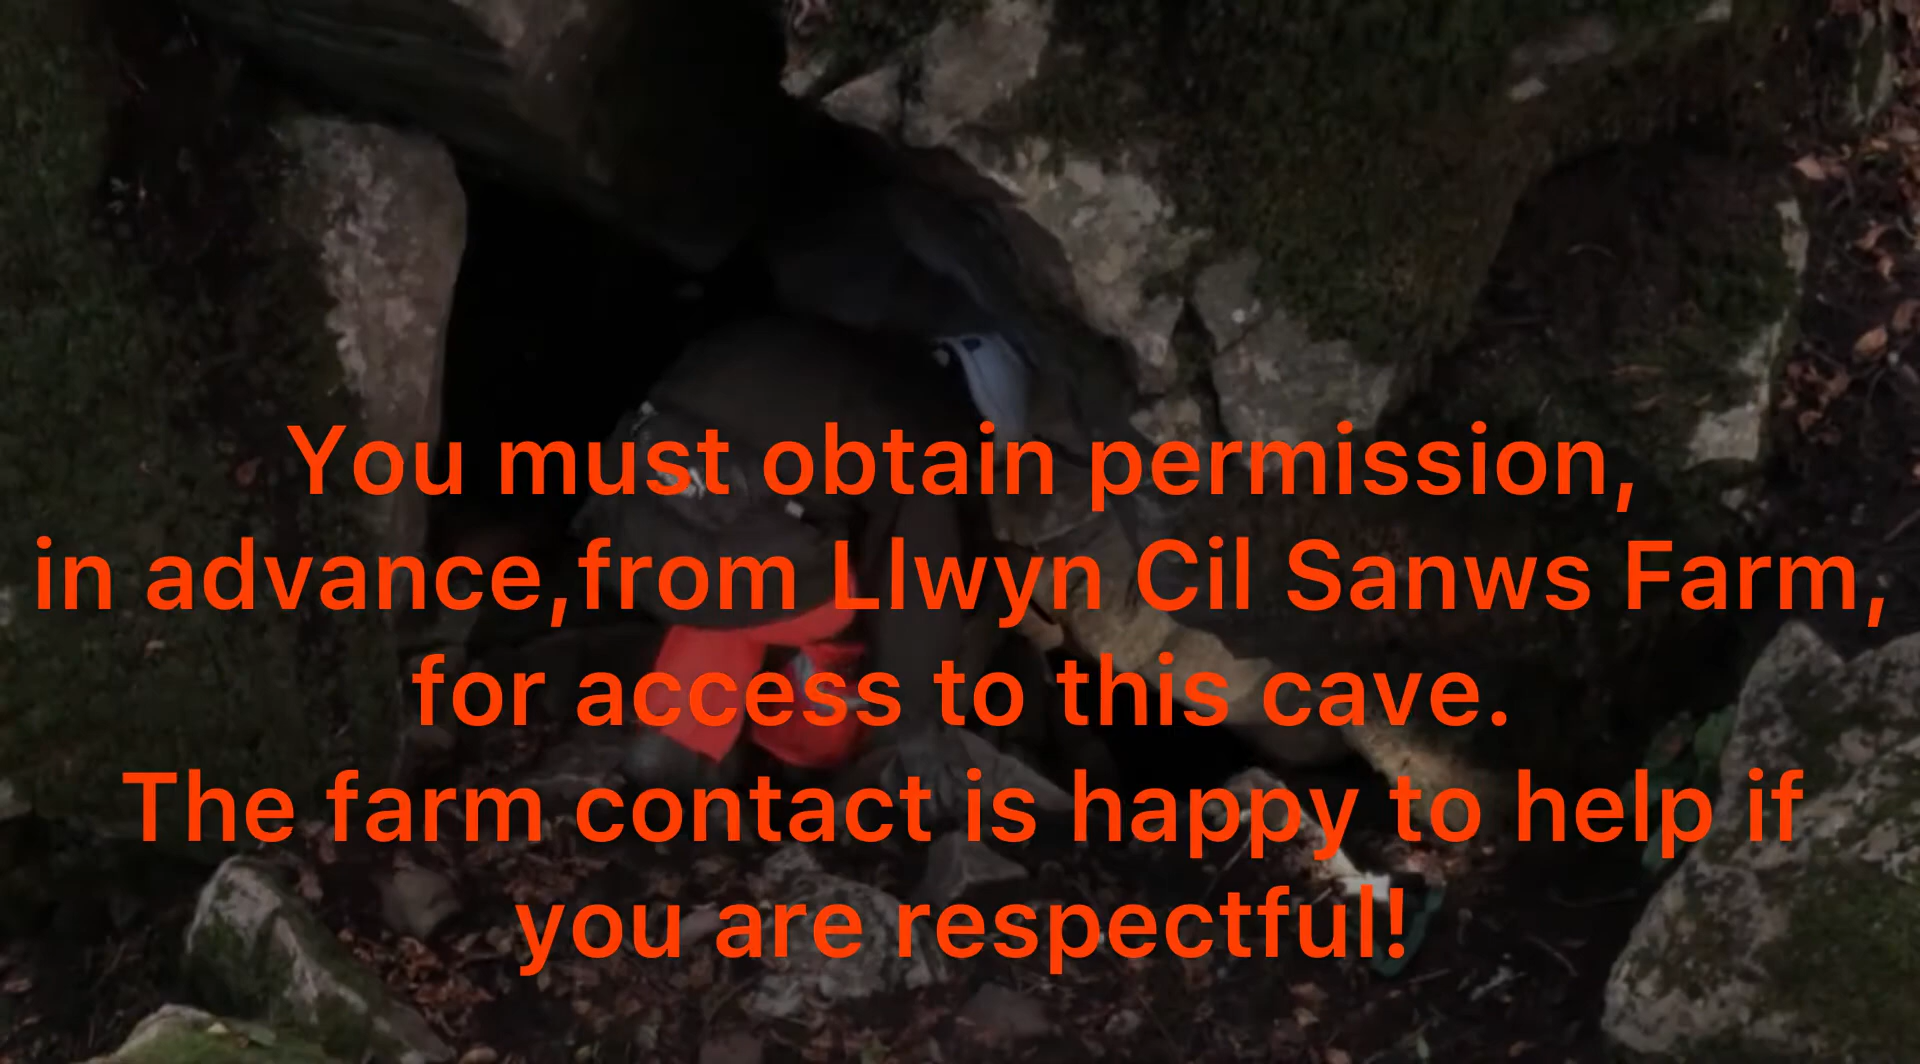 You must obtain permission,
in advance,from Llwyn Cil Sanws Farm,
for access to this cave.
The farm contact is happy to help if
you are respectful!